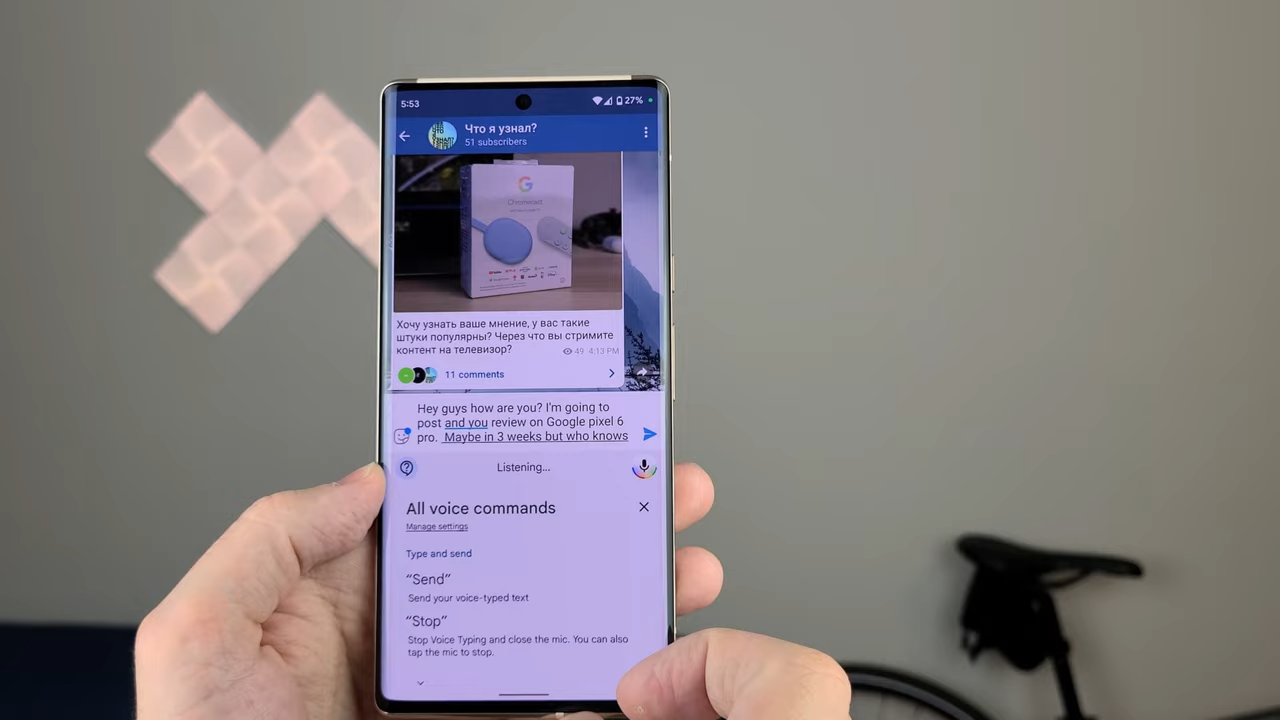 5:53
27%
Что я узнал?
51 subscribers
G
Chromecast
Хочу узнать ваше мнение, у вас такие
штуки популярны? Через что вы стримите
контент на телевизор?
49 4:13 PM
11 comments
Hey guys how are you? I'm going to
post and you review on Google pixel 6
pro. Maybe in 3 weeks but who knows
Listening...
All voice commands
Manage settings
Type and send
“Send”
Send your voice-typed text
“Stop”
Stop Voice Typing and close the mic. You can also
tap the mic to stop.